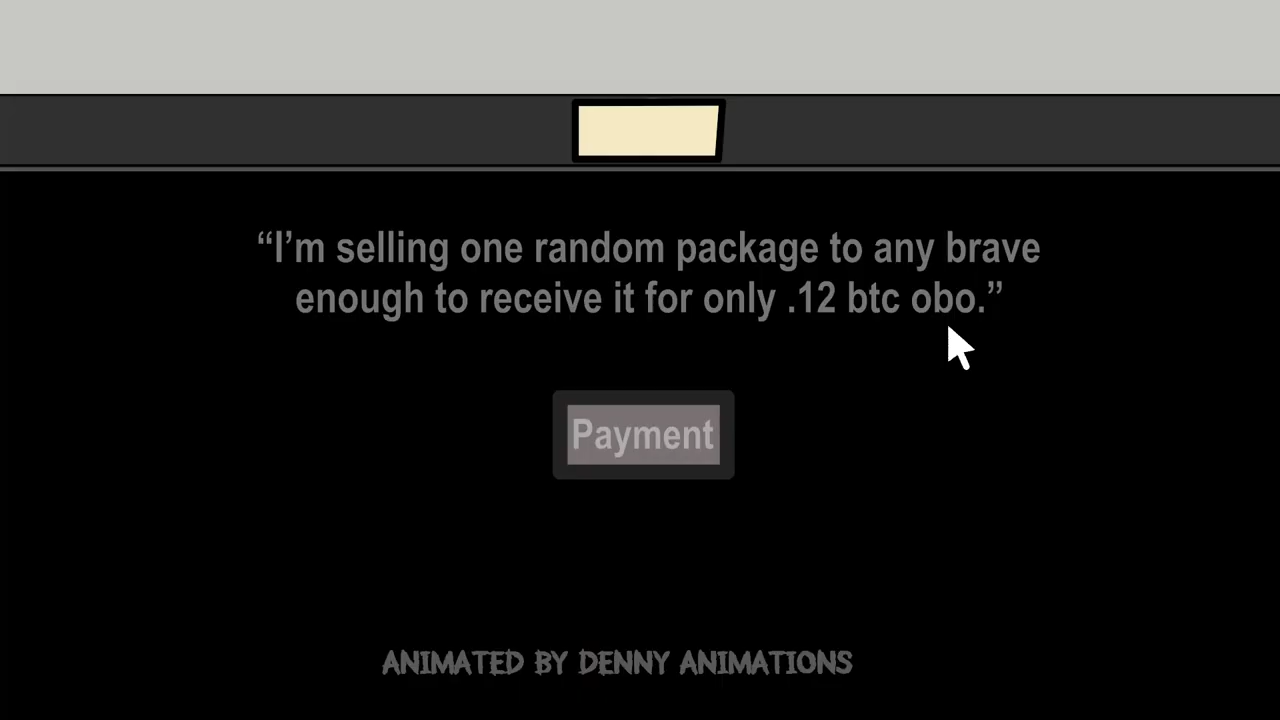 “I’m selling one random package to any brave
enough to receive it for only .12 btc obo.”
Payment
ANIMATED BY DENNY ANIMATIONS